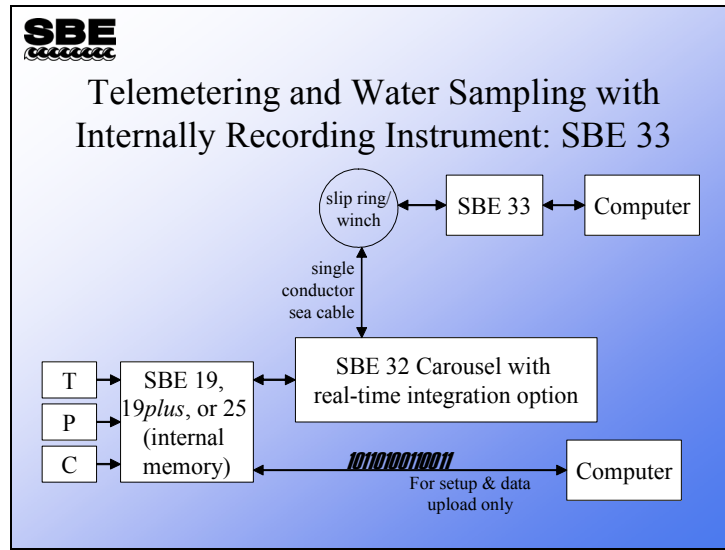 SBE
Telemetering and Water Sampling with
Internally Recording Instrument: SBE 33
slip ring/
winch
SBE 33
Computer
single
conductor
sea cable
SBE 32 Carousel with
real-time integration option
T
P
C
SBE 19,
19plus, or 25
(internal
memory)
10110100110011
For setup & data
upload only
Computer